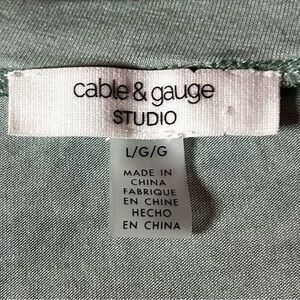 cable & gauge
STUDIO
L/G/G
MADE IN
CHINA
FABRIQUE
EN CHINE
HECHO
EN CHINA